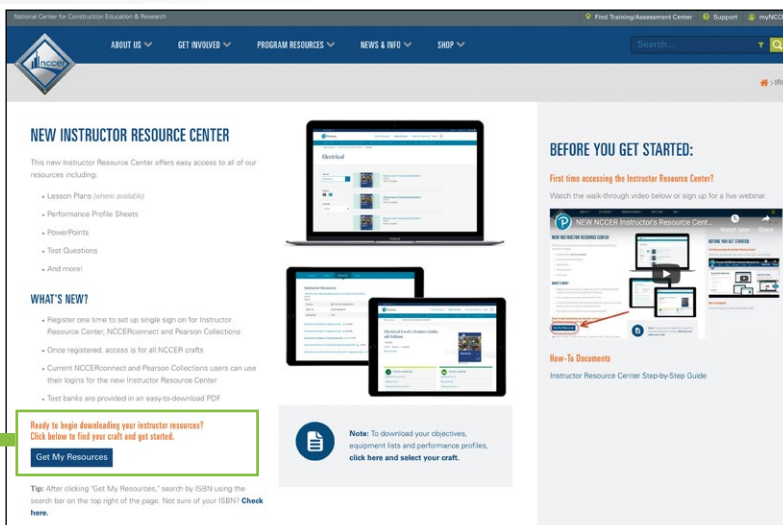 National Center for Construction Education & Research
Find Training/Assessment Center Support myNCC
ABOUT US GET INVOLVED PROGRAM RESOURCES NEWS & INFO SHOP
Search...
nccer
> IR
NEW INSTRUCTOR RESOURCE CENTER
This new Instructor Resource Center offers easy access to all of our
resources including:
• Lesson Plans (where available)
• Performance Profile Sheets
• PowerPoints
• Test Questions
• And more!
WHAT'S NEW?
• Register one time to set up single sign on for Instructor
Resource Center, NCCERconnect and Pearson Collections
• Once registered, access is for all NCCER crafts
• Current NCCERconnect and Pearson Collections users can use
their logins for the new Instructor Resource Center
• Test banks are provided in an easy-to-download PDF
Ready to begin downloading your instructor resources?
Click below to find your craft and get started.
Get My Resources
Tip: After clicking "Get My Resources," search by ISBN using the
search bar on the top right of the page. Not sure of your ISBN? Check
here.
Electrical
Note: To download your objectives,
equipment lists and performance profiles,
click here and select your craft.
BEFORE YOU GET STARTED:
First time accessing the Instructor Resource Center?
Watch the walk-through video below or sign up for a live webinar.
NEW NCCER Instructor's Resource Cent...
Watch later Share
How-To Documents
Instructor Resource Center Step-by-Step Guide